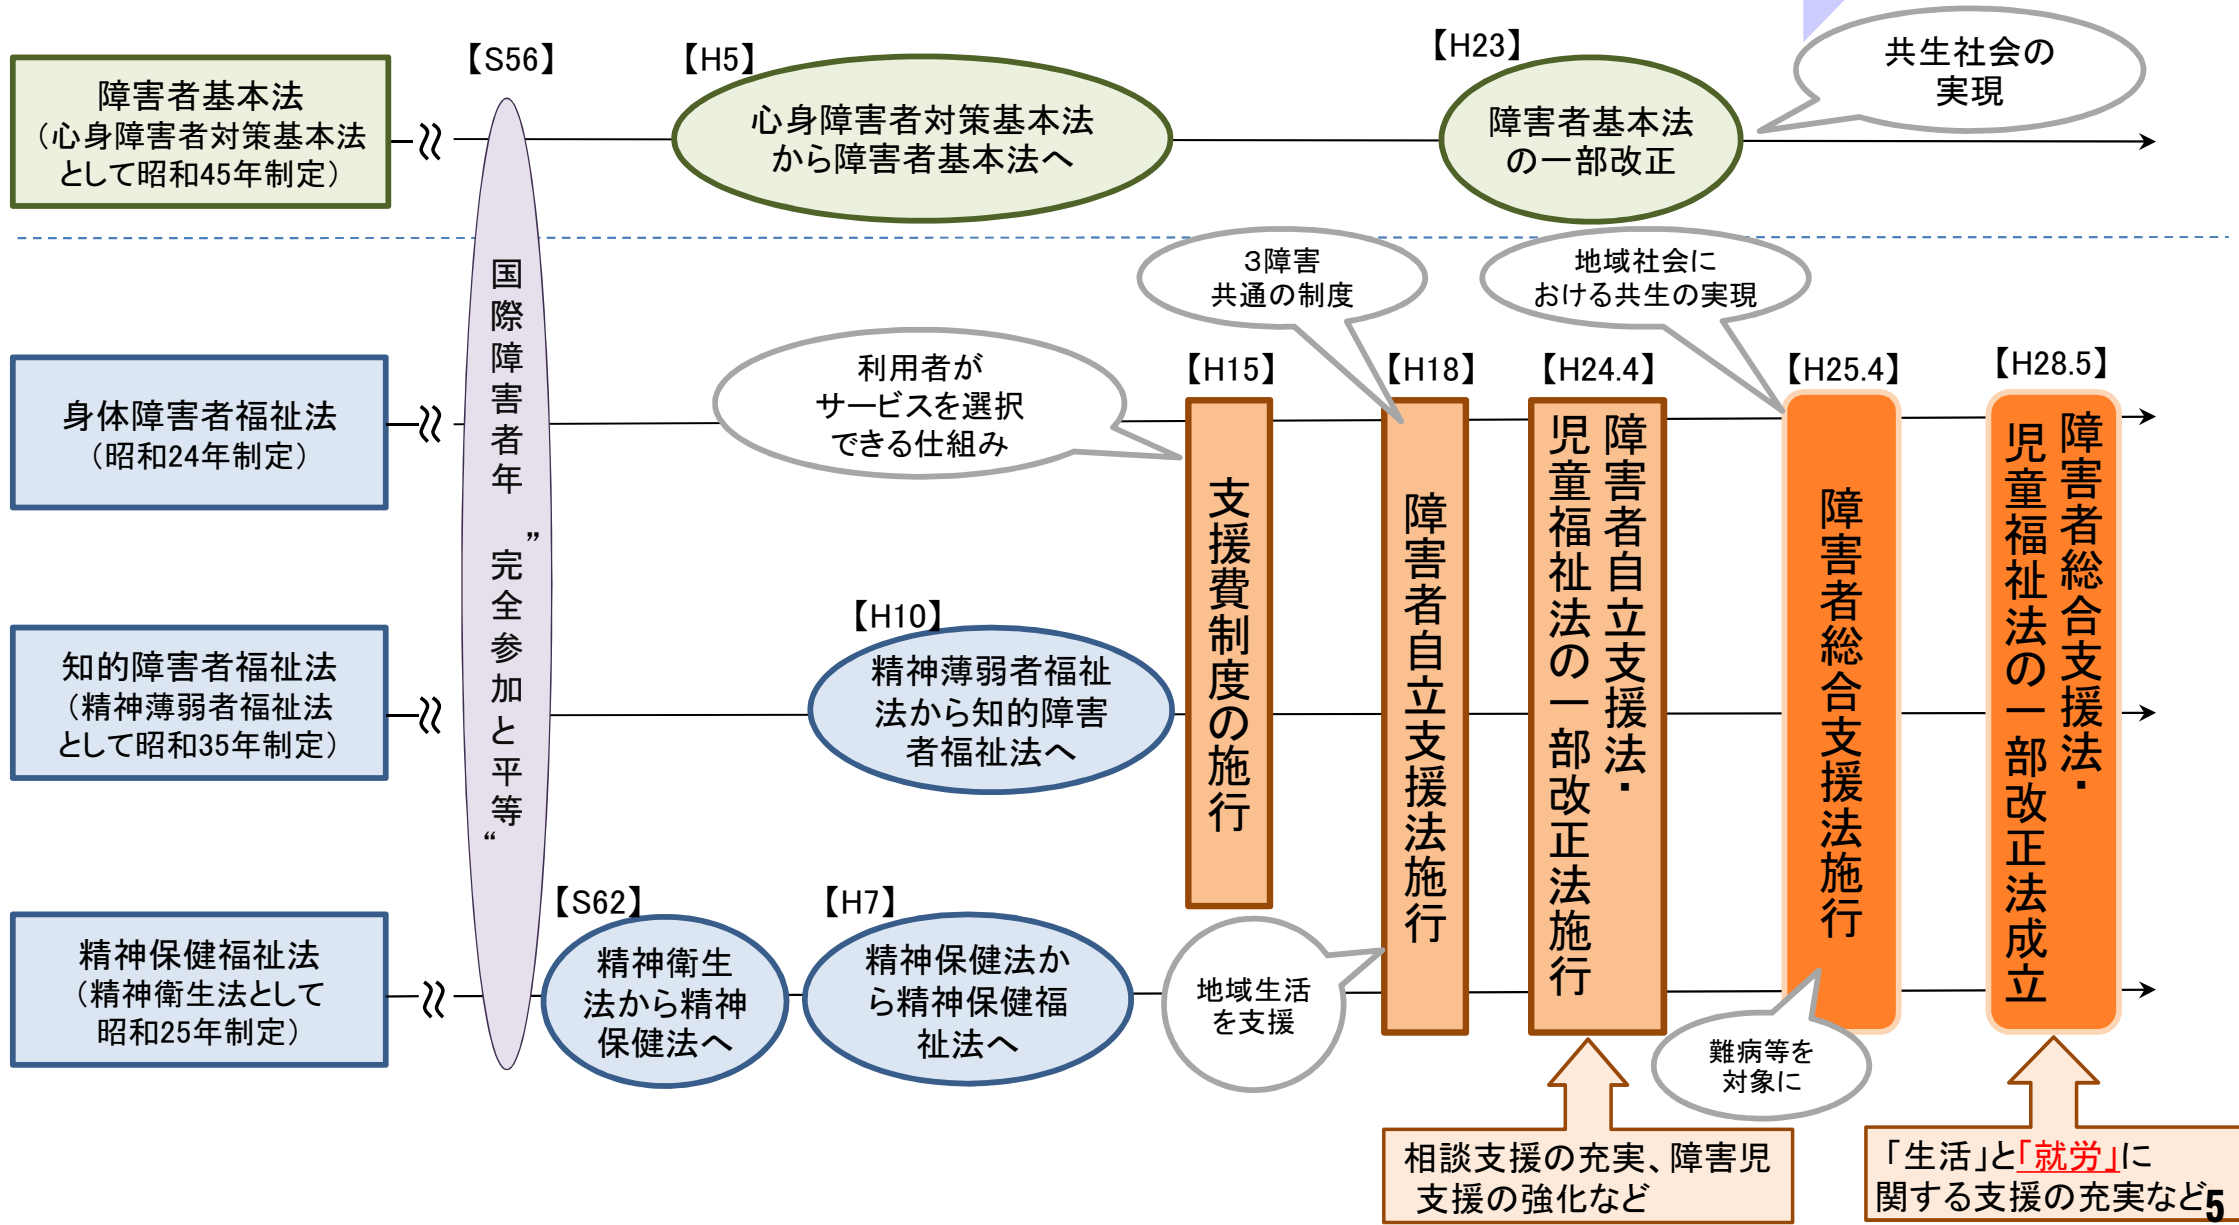 【S56】
【H5】
【H23】
共生社会の
実現
障害者基本法
（心身障害者対策基本法
として昭和45年制定）
心身障害者対策基本法
から障害者基本法へ
障害者基本法
の一部改正
国際障害者年 ”完全参加と平等“
3障害
共通の制度
地域社会に
おける共生の実現
利用者が
サービスを選択
できる仕組み
【H15】
【H18】
【H24.4】
【H25.4】
【H28.5】
身体障害者福祉法
（昭和24年制定）
支援費制度の施行
障害者自立支援法施行
障害者自立支援法・
児童福祉法の一部改正法施行
障害者総合支援法施行
障害者総合支援法・
児童福祉法の一部改正法成立
【H10】
知的障害者福祉法
（精神薄弱者福祉法
として昭和35年制定）
精神薄弱者福祉
法から知的障害
者福祉法へ
【S62】
【H7】
精神保健福祉法
（精神衛生法として
昭和25年制定）
精神衛生
法から精神
保健法へ
精神保健法か
ら精神保健福
祉法へ
地域生活
を支援
難病等を
対象に
相談支援の充実、障害児
支援の強化など
「生活」と「就労」に
関する支援の充実など
5